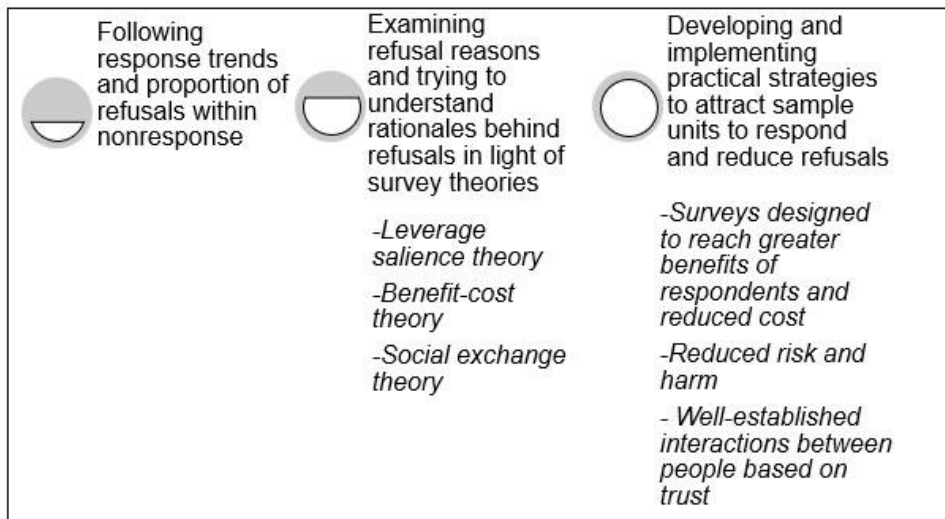 Following
response trends
and proportion of
refusals within
nonresponse
Examining
refusal reasons
and trying to
understand
rationales behind
refusals in light of
survey theories
-Leverage
salience theory
-Benefit-cost
theory
-Social exchange
theory
Developing and
implementing
practical strategies
to attract sample
units to respond
and reduce refusals
-Surveys designed
to reach greater
benefits of
respondents and
reduced cost
-Reduced risk and
harm
- Well-established
interactions between
people based on
trust